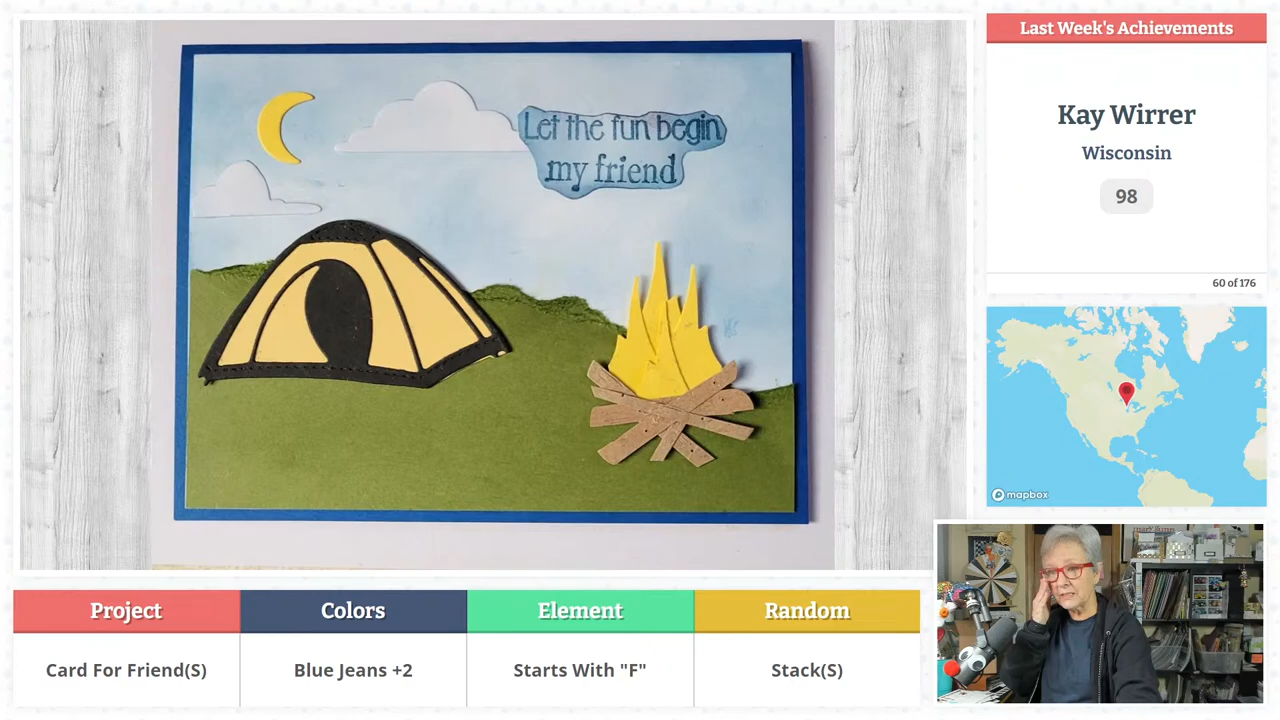 Let the fun begin
my friend
Last Week's Achievements
Kay Wirrer
Wisconsin
98
60 of 176
mapbox
Project
Colors
Element
Random
Card For Friend(S)
Blue Jeans +2
Starts With "F"
Stack(S)